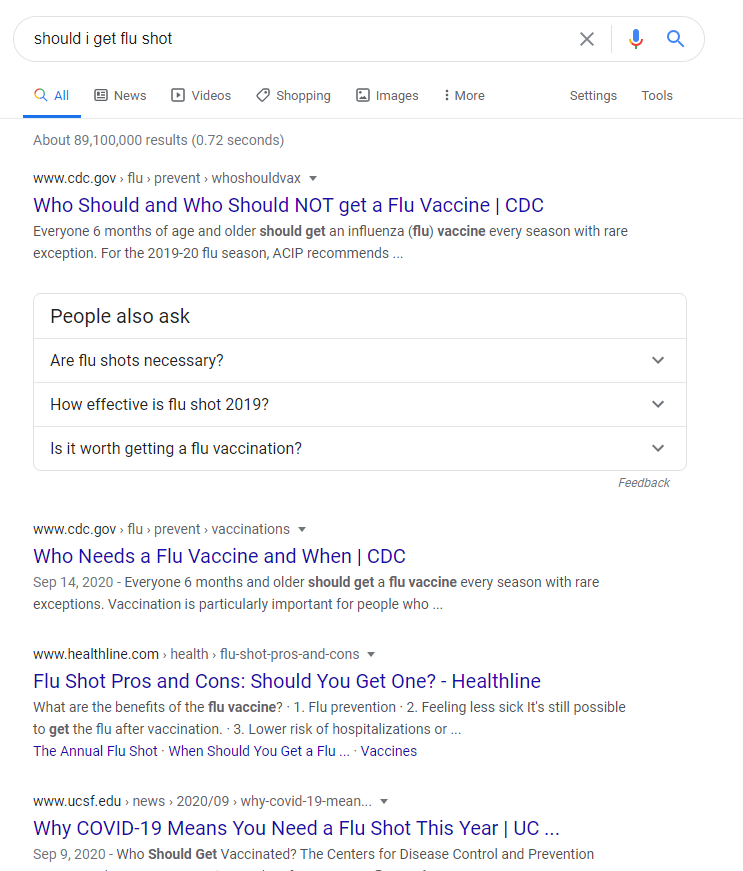 should i get flu shot
All News Videos Shopping Images More Settings Tools
About 89,100,000 results (0.72 seconds)
www.cdc.gov › flu › prevent › whoshouldvax
Who Should and Who Should NOT get a Flu Vaccine | CDC
Everyone 6 months of age and older should get an influenza (flu) vaccine every season with rare
exception. For the 2019-20 flu season, ACIP recommends ...
People also ask
Are flu shots necessary?
How effective is flu shot 2019?
Is it worth getting a flu vaccination?
Feedback
www.cdc.gov › flu › prevent › vaccinations
Who Needs a Flu Vaccine and When | CDC
Sep 14, 2020 - Everyone 6 months and older should get a flu vaccine every season with rare
exceptions. Vaccination is particularly important for people who ...
www.healthline.com › health › flu-shot-pros-and-cons
Flu Shot Pros and Cons: Should You Get One? - Healthline
What are the benefits of the flu vaccine? · 1. Flu prevention · 2. Feeling less sick It's still possible
to get the flu after vaccination. · 3. Lower risk of hospitalizations or ...
The Annual Flu Shot · When Should You Get a Flu ... · Vaccines
www.ucsf.edu › news › 2020/09 › why-covid-19-mean...
Why COVID-19 Means You Need a Flu Shot This Year | UC ...
Sep 9, 2020 - Who Should Get Vaccinated? The Centers for Disease Control and Prevention